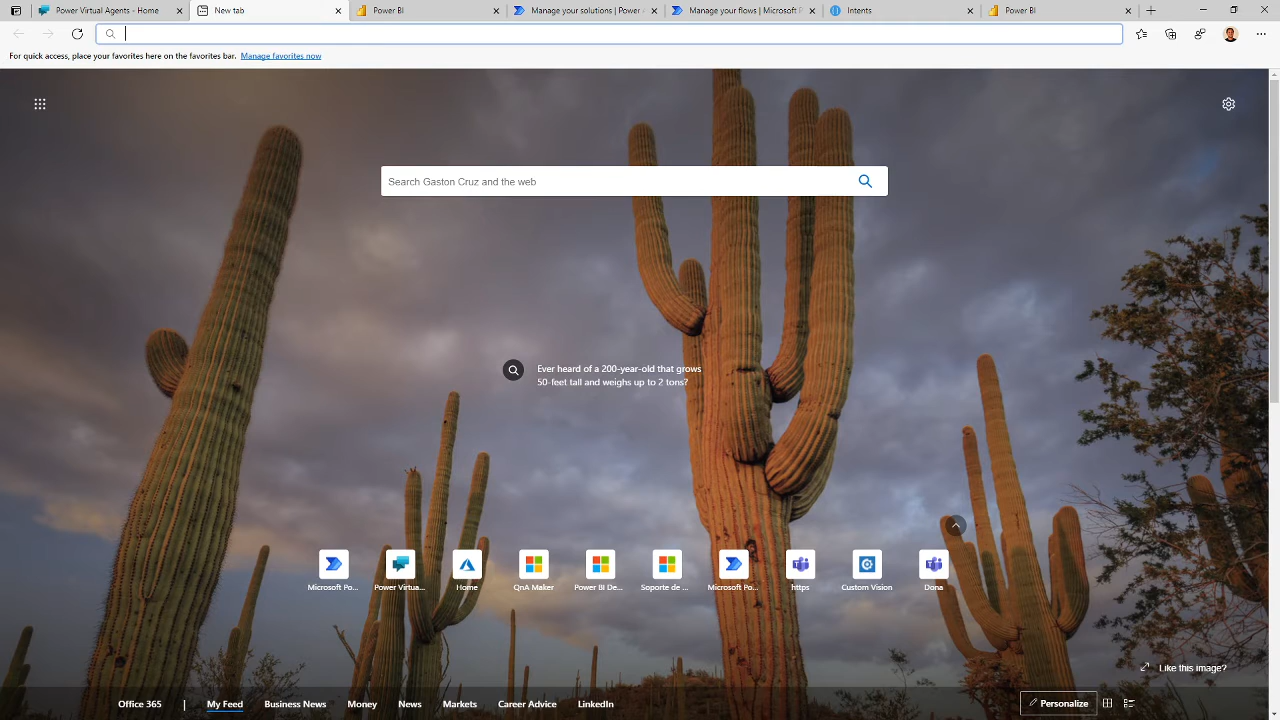 Power Virtual Agents - Home
New tab
Power BI
Manage your solutions | Power A
Manage your flows | Microsoft P
Intents
Power BI
For quick access, place your favorites here on the favorites bar. Manage favorites now
Search Gaston Cruz and the web
Ever heard of a 200-year-old that grows
50-feet tall and weighs up to 2 tons?
Microsoft Po...
Power Virtua...
Home
QnA Maker
Power BI De...
Soporte de ...
Microsoft Po...
https
Custom Vision
Dona
Like this image?
Office 365 | My Feed Business News Money News Markets Career Advice LinkedIn Personalize